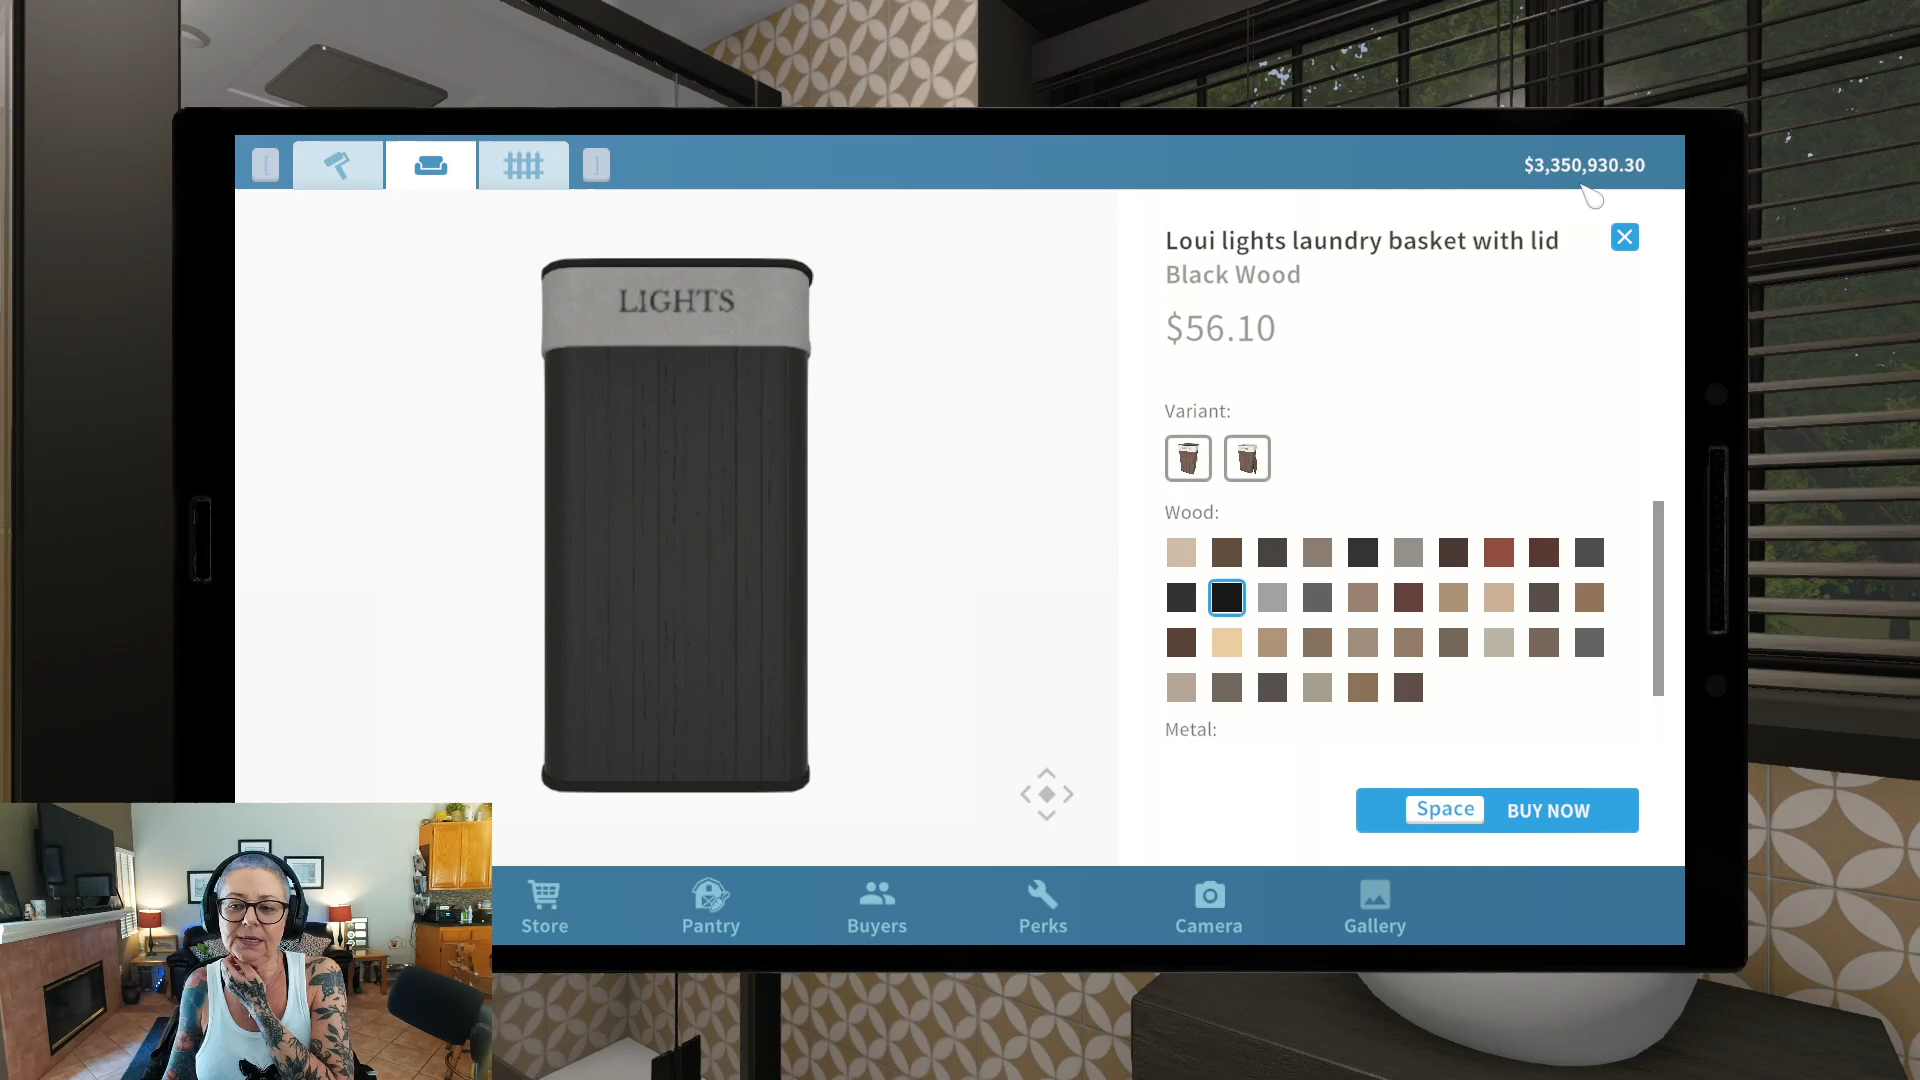 [
]
$3,350,930.30
LIGHTS
Loui lights laundry basket with lid
Black Wood
$56.10
Variant:
Wood:
Metal:
Space BUY NOW
Store
Pantry
Buyers
Perks
Camera
Gallery